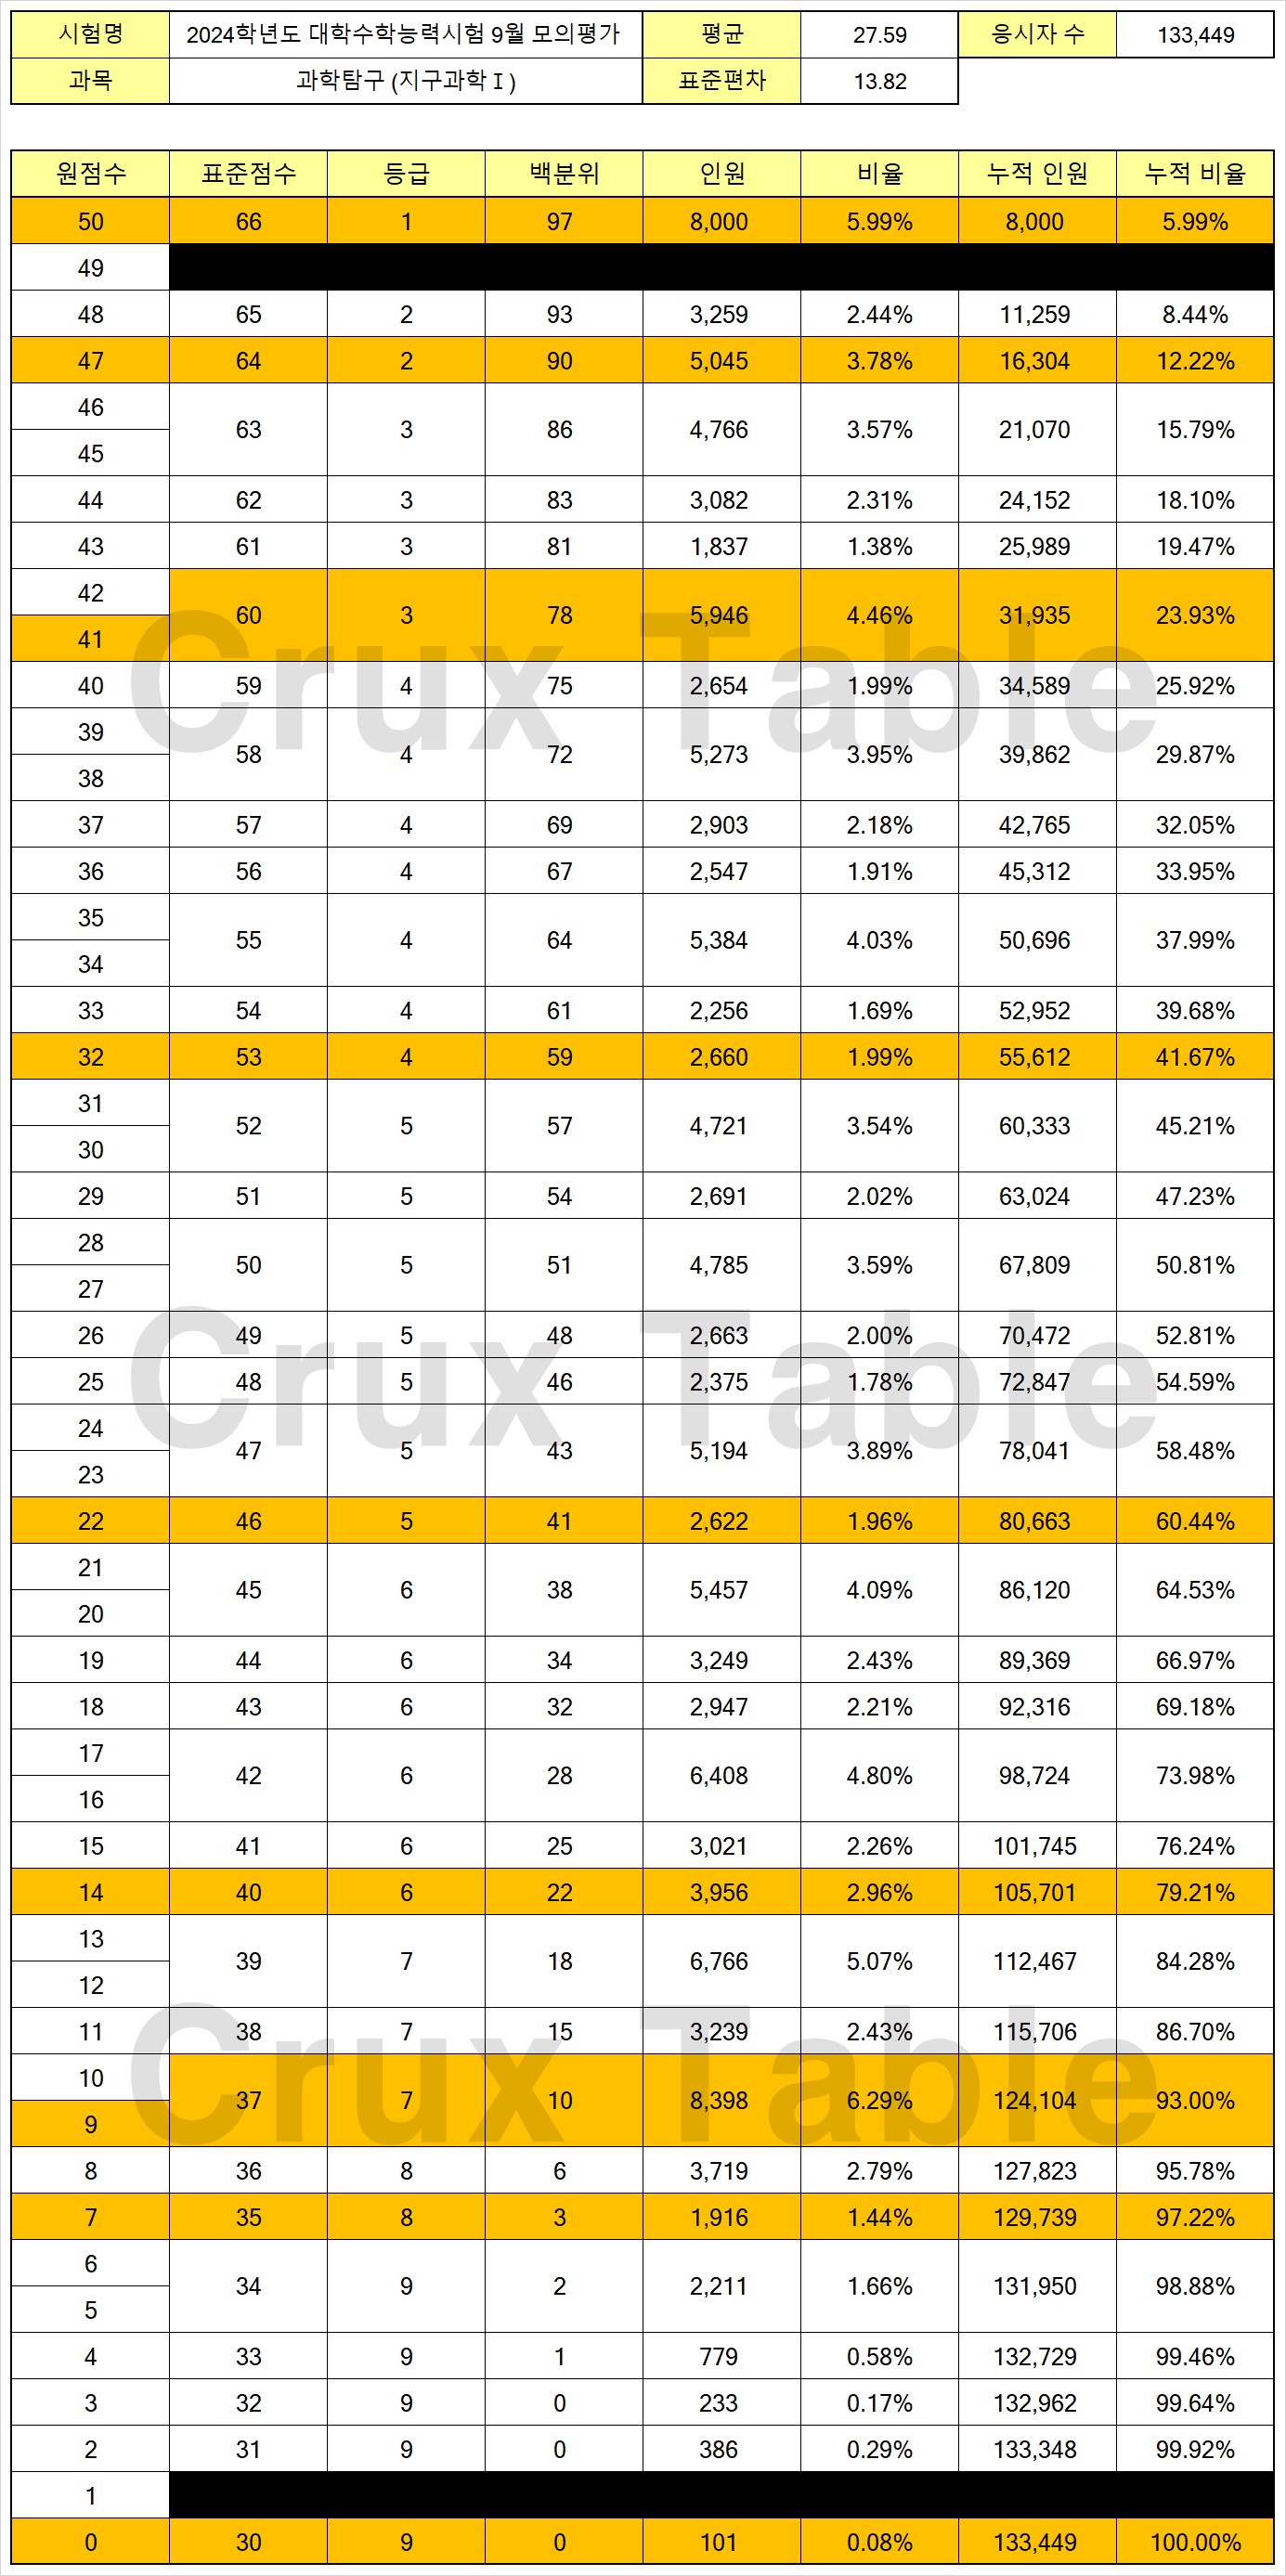 시험명 2024학년도 대학수학능력시험 9월 모의평가 평균 27.59 응시자 수 133,449
과목 과학탐구 (지구과학Ⅰ) 표준편차 13.82
원점수 표준점수 등급 백분위 인원 비율 누적 인원 누적 비율
50 66 1 97 8,000 5.99% 8,000 5.99%
49
48 65 2 93 3,259 2.44% 11,259 8.44%
47 64 2 90 5,045 3.78% 16,304 12.22%
46
63 3 86 4,766 3.57% 21,070 15.79%
45
44 62 3 83 3,082 2.31% 24,152 18.10%
43 61 3 81 1,837 1.38% 25,989 19.47%
42
60 3 78 5,946 4.46% 31,935 23.93%
41
Crux Table
40 59 4 75 2,654 1.99% 34,589 25.92%
39
58 4 72 5,273 3.95% 39,862 29.87%
38
37 57 4 69 2,903 2.18% 42,765 32.05%
36 56 4 67 2,547 1.91% 45,312 33.95%
35
55 4 64 5,384 4.03% 50,696 37.99%
34
33 54 4 61 2,256 1.69% 52,952 39.68%
32 53 4 59 2,660 1.99% 55,612 41.67%
31
52 5 57 4,721 3.54% 60,333 45.21%
30
29 51 5 54 2,691 2.02% 63,024 47.23%
28
50 5 51 4,785 3.59% 67,809 50.81%
27
26 49 5 48 2,663 2.00% 70,472 52.81%
Crux Table
25 48 5 46 2,375 1.78% 72,847 54.59%
24
47 5 43 5,194 3.89% 78,041 58.48%
23
22 46 5 41 2,622 1.96% 80,663 60.44%
21
45 6 38 5,457 4.09% 86,120 64.53%
20
19 44 6 34 3,249 2.43% 89,369 66.97%
18 43 6 32 2,947 2.21% 92,316 69.18%
17
42 6 28 6,408 4.80% 98,724 73.98%
16
15 41 6 25 3,021 2.26% 101,745 76.24%
14 40 6 22 3,956 2.96% 105,701 79.21%
13
39 7 18 6,766 5.07% 112,467 84.28%
12
11 38 7 15 3,239 2.43% 115,706 86.70%
Crux Table
10
37 7 10 8,398 6.29% 124,104 93.00%
9
8 36 8 6 3,719 2.79% 127,823 95.78%
7 35 8 3 1,916 1.44% 129,739 97.22%
6
34 9 2 2,211 1.66% 131,950 98.88%
5
4 33 9 1 779 0.58% 132,729 99.46%
3 32 9 0 233 0.17% 132,962 99.64%
2 31 9 0 386 0.29% 133,348 99.92%
1
0 30 9 0 101 0.08% 133,449 100.00%